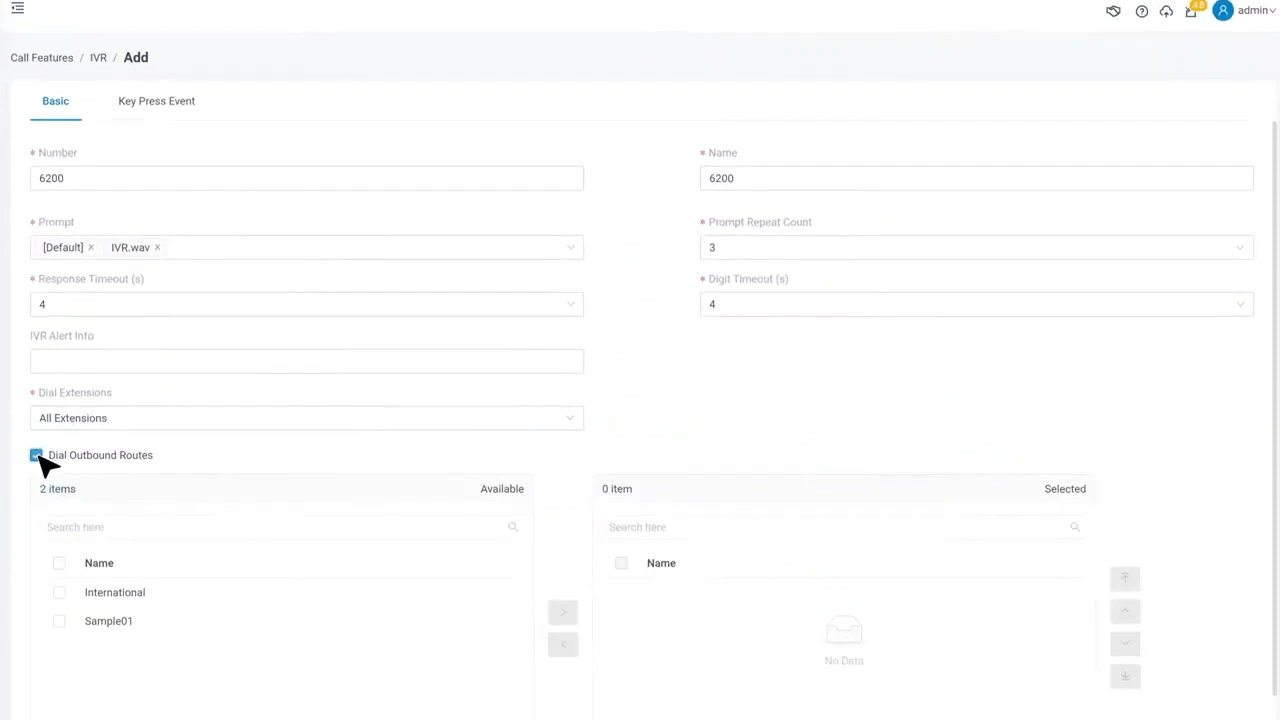 48 admin
Call Features / IVR / Add
Basic Key Press Event
* Number * Name
6200 6200
* Prompt * Prompt Repeat Count
[Default] × IVR.wav × 3
* Response Timeout (s) * Digit Timeout (s)
4 4
IVR Alert Info
* Dial Extensions
All Extensions
Dial Outbound Routes
2 items Available 0 item Selected
Search here Search here
Name Name
International
Sample01
No Data